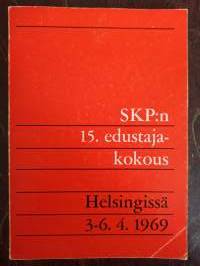 SKP:n
15. edustaja-
kokous
Helsingissä
3-6. 4. 1969